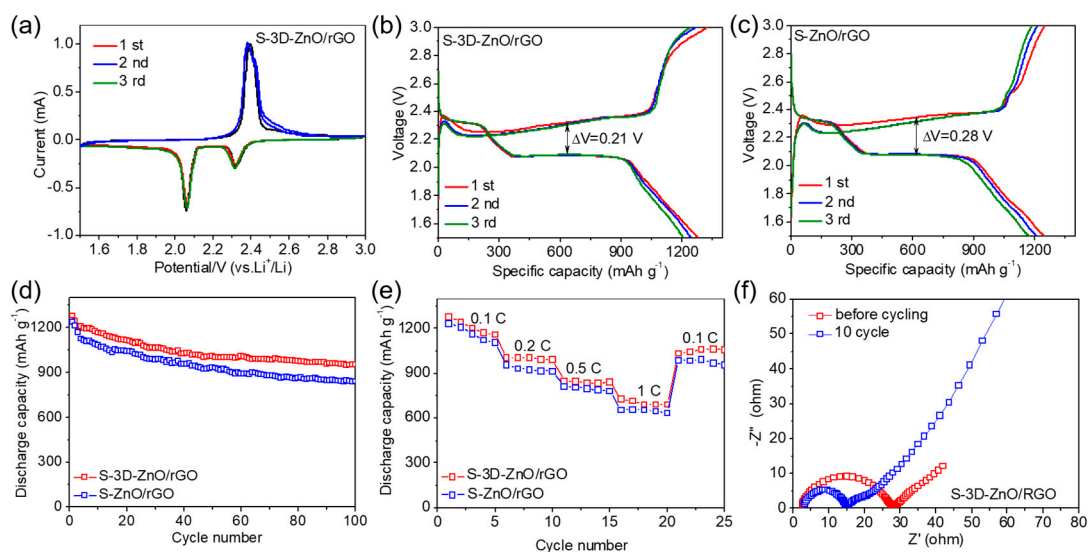 (a)
S-3D-ZnO/rGO
1 st
2 nd
3 rd
1.0
0.5
0.0
-0.5
-1.0
Current (mA)
1.5
1.8
2.1
2.4
2.7
3.0
Potential/V (vs.Li⁺/Li)
(b)
S-3D-ZnO/rGO
3.0
2.8
2.6
2.4
2.2
2.0
1.8
1.6
Voltage (V)
ΔV=0.21 V
1 st
2 nd
3 rd
0
300
600
900
1200
Specific capacity (mAh g⁻¹)
(c)
S-ZnO/rGO
3.0
2.8
2.6
2.4
2.2
2.0
1.8
1.6
Voltage (V)
ΔV=0.28 V
1 st
2 nd
3 rd
0
300
600
900
1200
Specific capacity (mAh g⁻¹)
(d)
1200
900
600
300
0
Discharge capacity (mAh g⁻¹)
S-3D-ZnO/rGO
S-ZnO/rGO
0
20
40
60
80
100
Cycle number
(e)
1200
900
600
300
0
Discharge capacity (mAh g⁻¹)
0.1 C
0.2 C
0.5 C
1 C
0.1 C
S-3D-ZnO/rGO
S-ZnO/rGO
0
5
10
15
20
25
Cycle number
(f)
60
50
40
30
20
10
0
-Z" (ohm)
before cycling
10 cycle
S-3D-ZnO/RGO
0
10
20
30
40
50
60
70
80
Z' (ohm)